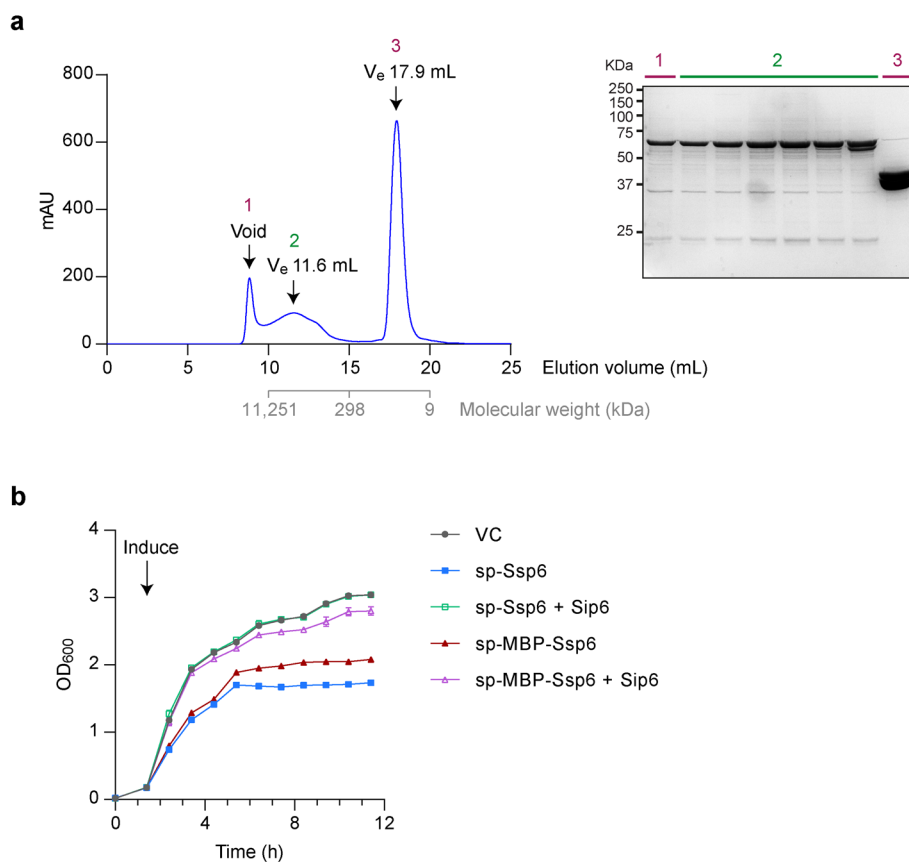 a
800
600
400
200
0
mAU
3
Ve 17.9 mL
1
Void
2
Ve 11.6 mL
0 5 10 15 20 25
Elution volume (mL)
11,251 298 9 Molecular weight (kDa)
KDa 1 2 3
250
150
100
75
50
37
25
b
4
3
2
1
0
OD600
Induce
0 4 8 12
Time (h)
VC
sp-Ssp6
sp-Ssp6 + Sip6
sp-MBP-Ssp6
sp-MBP-Ssp6 + Sip6